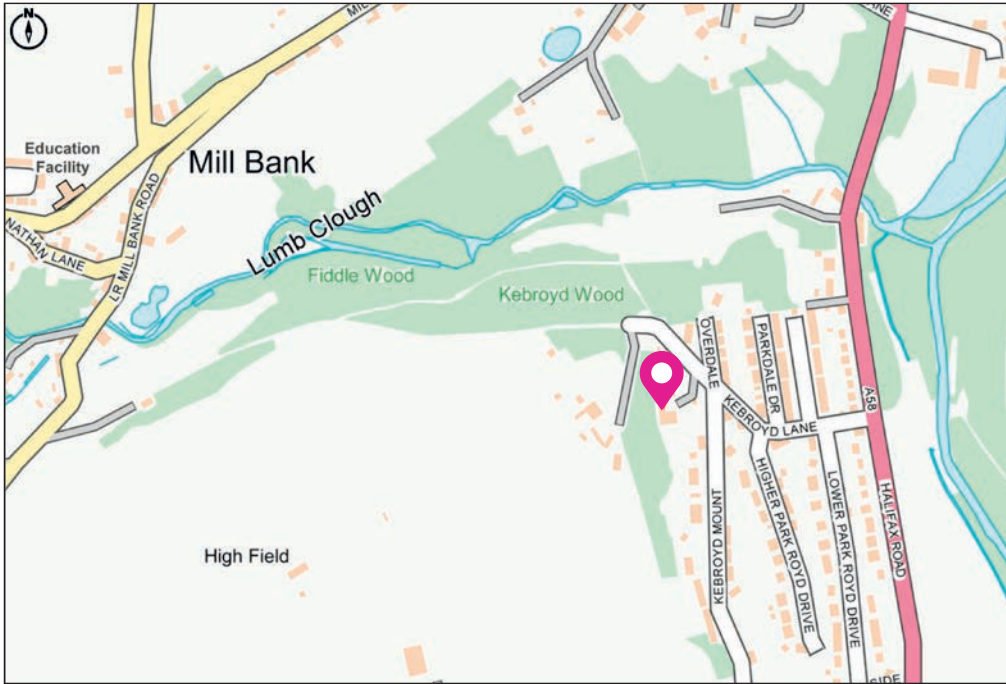 N
MIL
LANE
Education
Facility
Mill Bank
NATHAN LANE
LR MILL BANK ROAD
Lumb Clough
Fiddle Wood
Kebroyd Wood
OVERDALE
PARKDALE DR
KEBROYD LANE
A58
HALIFAX ROAD
HIGHER PARK ROYD DRIVE
LOWER PARK ROYD DRIVE
KEBROYD MOUNT
High Field
SIDE